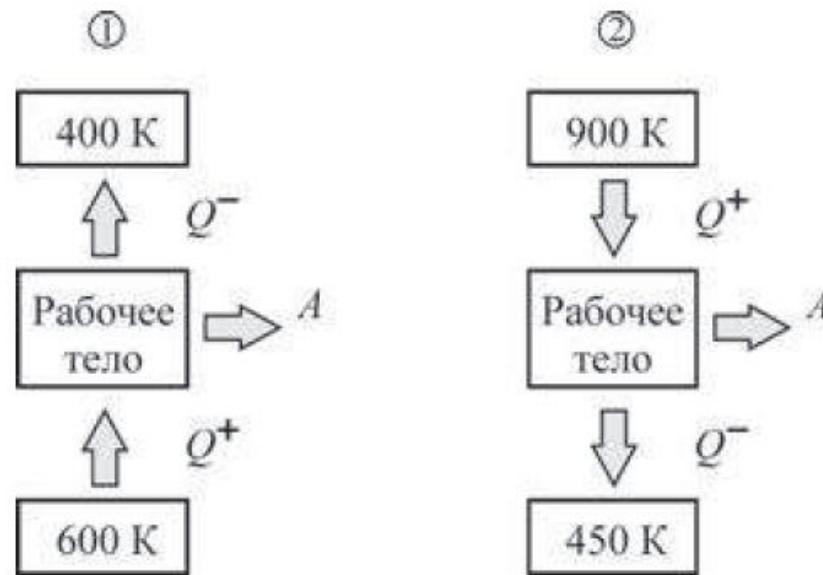 ①
400 К
Q⁻
Рабочее
тело
A
Q⁺
600 К
②
900 К
Q⁺
Рабочее
тело
A
Q⁻
450 К